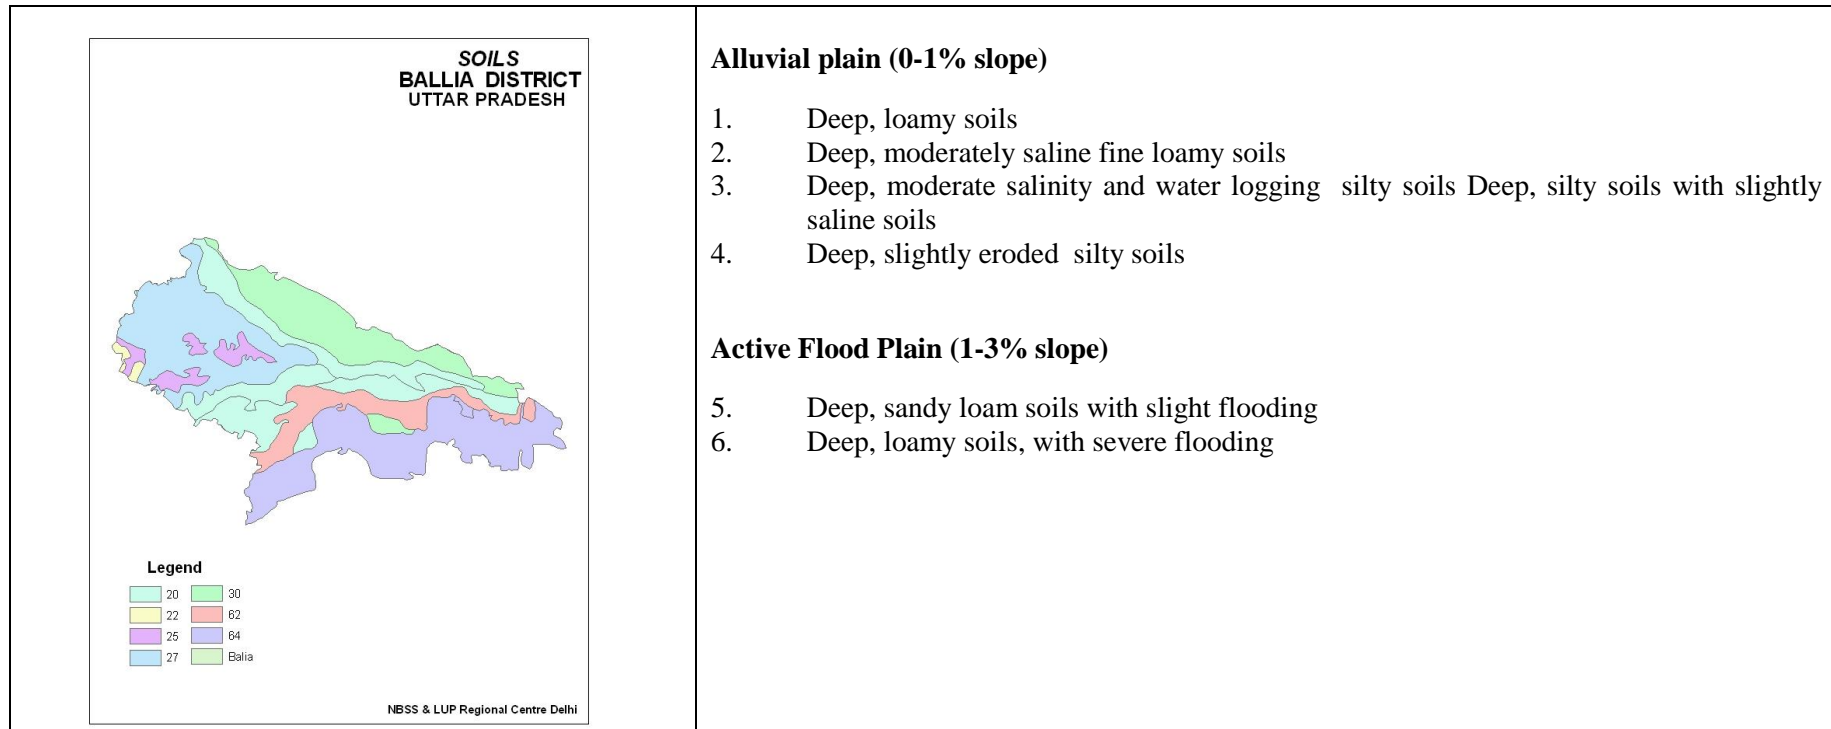 SOILS
BALLIA DISTRICT
UTTAR PRADESH
Legend
20 30
22 62
25 64
27 Balia
NBSS & LUP Regional Centre Delhi
Alluvial plain (0-1% slope)
1. Deep, loamy soils
2. Deep, moderately saline fine loamy soils
3. Deep, moderate salinity and water logging silty soils Deep, silty soils with slightly
saline soils
4. Deep, slightly eroded silty soils
Active Flood Plain (1-3% slope)
5. Deep, sandy loam soils with slight flooding
6. Deep, loamy soils, with severe flooding